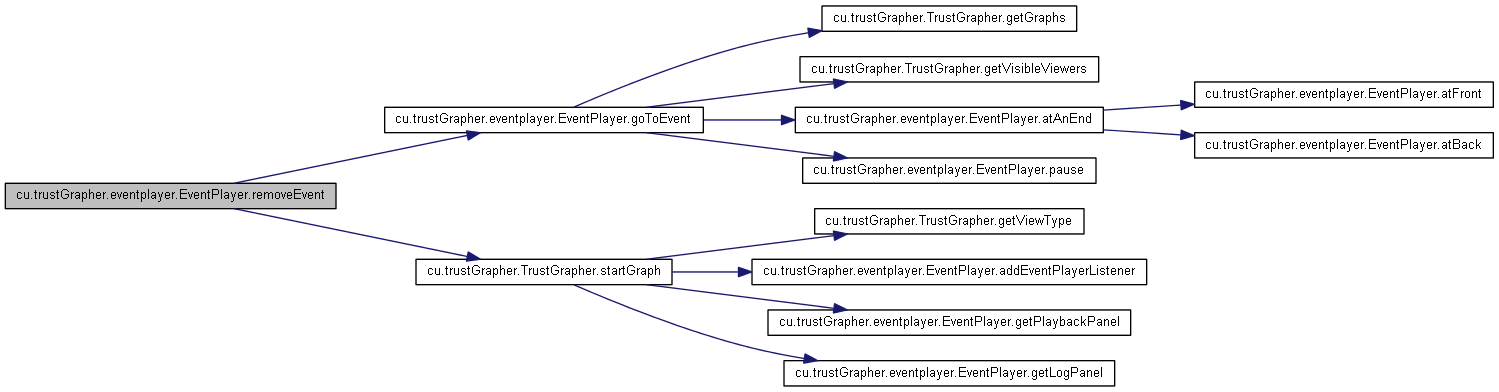 cu.trustGrapher.TrustGrapher.getGraphs
cu.trustGrapher.TrustGrapher.getVisibleViewers
cu.trustGrapher.eventplayer.EventPlayer.atFront
cu.trustGrapher.eventplayer.EventPlayer.goToEvent
cu.trustGrapher.eventplayer.EventPlayer.atAnEnd
cu.trustGrapher.eventplayer.EventPlayer.atBack
cu.trustGrapher.eventplayer.EventPlayer.pause
cu.trustGrapher.eventplayer.EventPlayer.removeEvent
cu.trustGrapher.TrustGrapher.getViewType
cu.trustGrapher.TrustGrapher.startGraph
cu.trustGrapher.eventplayer.EventPlayer.addEventPlayerListener
cu.trustGrapher.eventplayer.EventPlayer.getPlaybackPanel
cu.trustGrapher.eventplayer.EventPlayer.getLogPanel